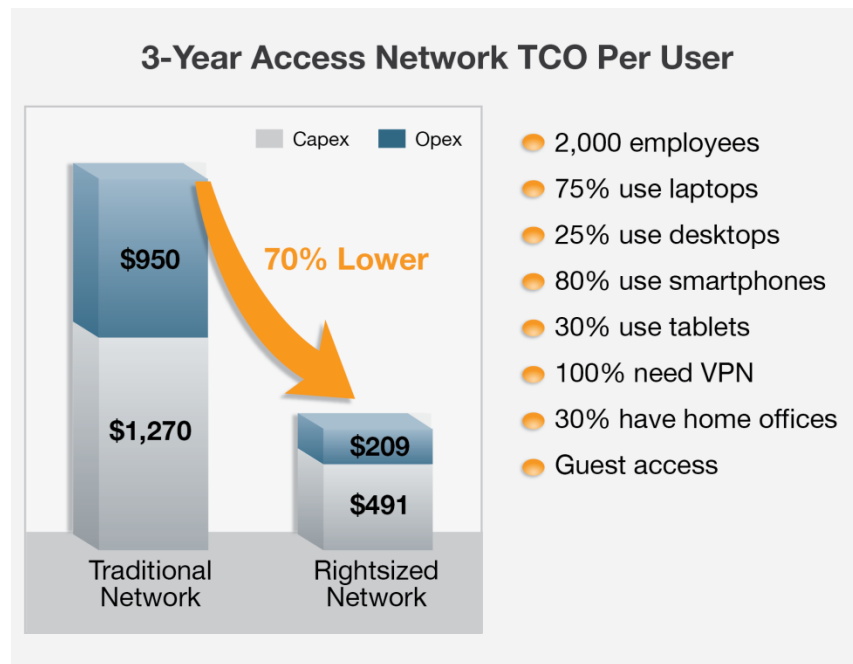 3-Year Access Network TCO Per User
Capex
Opex
$950
70% Lower
$1,270
$209
$491
Traditional
Network
Rightsized
Network
2,000 employees
75% use laptops
25% use desktops
80% use smartphones
30% use tablets
100% need VPN
30% have home offices
Guest access